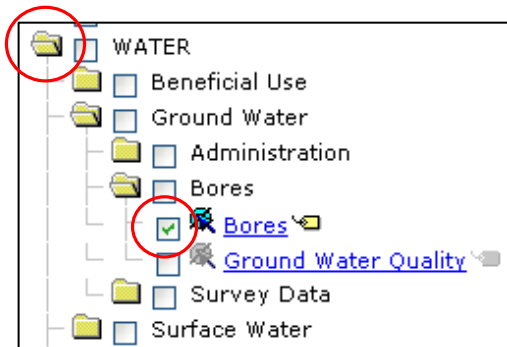 WATER
Beneficial Use
Ground Water
Administration
Bores
Bores
Ground Water Quality
Survey Data
Surface Water